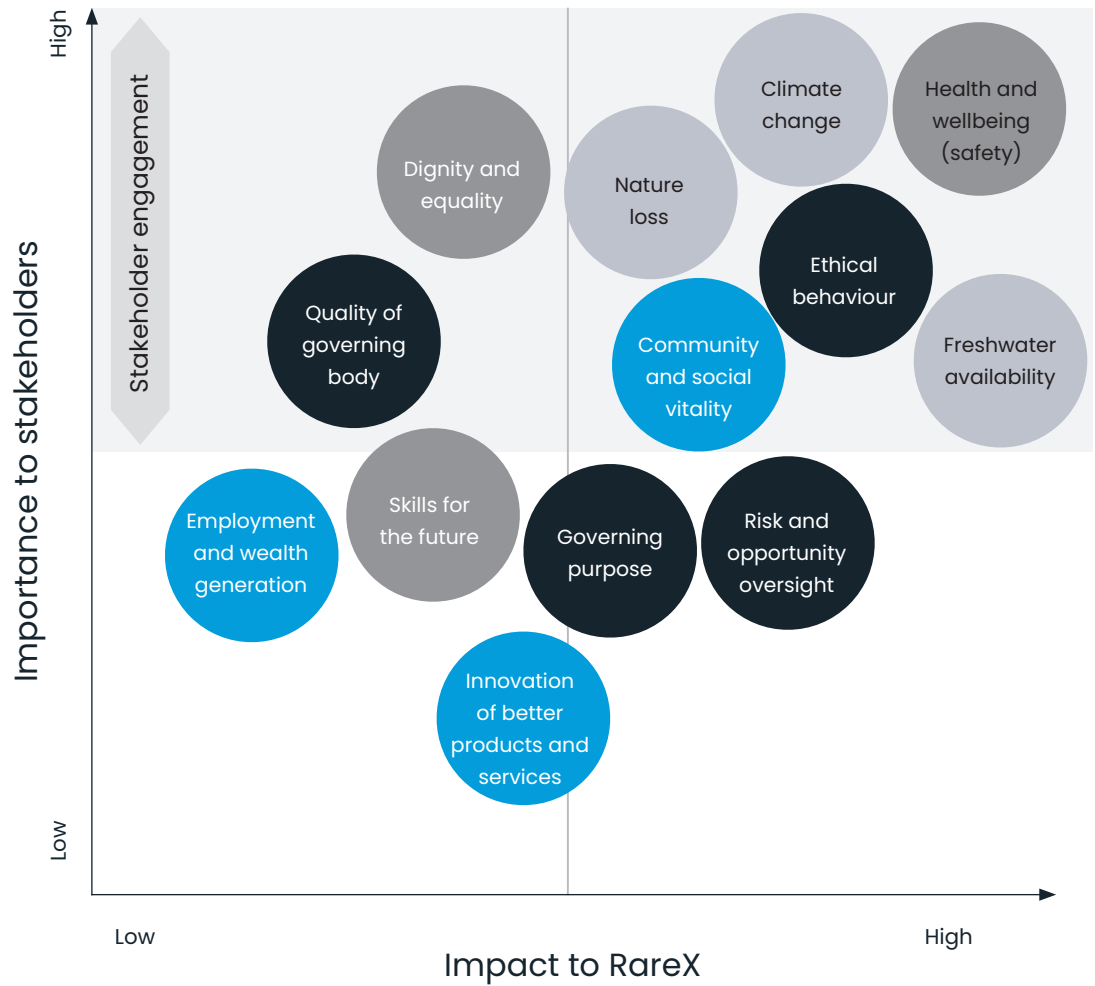 High
Stakeholder engagement
Importance to stakeholders
Climate
change
Health and
wellbeing
(safety)
Dignity and
equality
Nature
loss
Ethical
behaviour
Quality of
governing
body
Community
and social
vitality
Freshwater
availability
Employment
and wealth
generation
Skills for
the future
Governing
purpose
Risk and
opportunity
oversight
Innovation
of better
products and
services
Low
Low
High
Impact to RareX